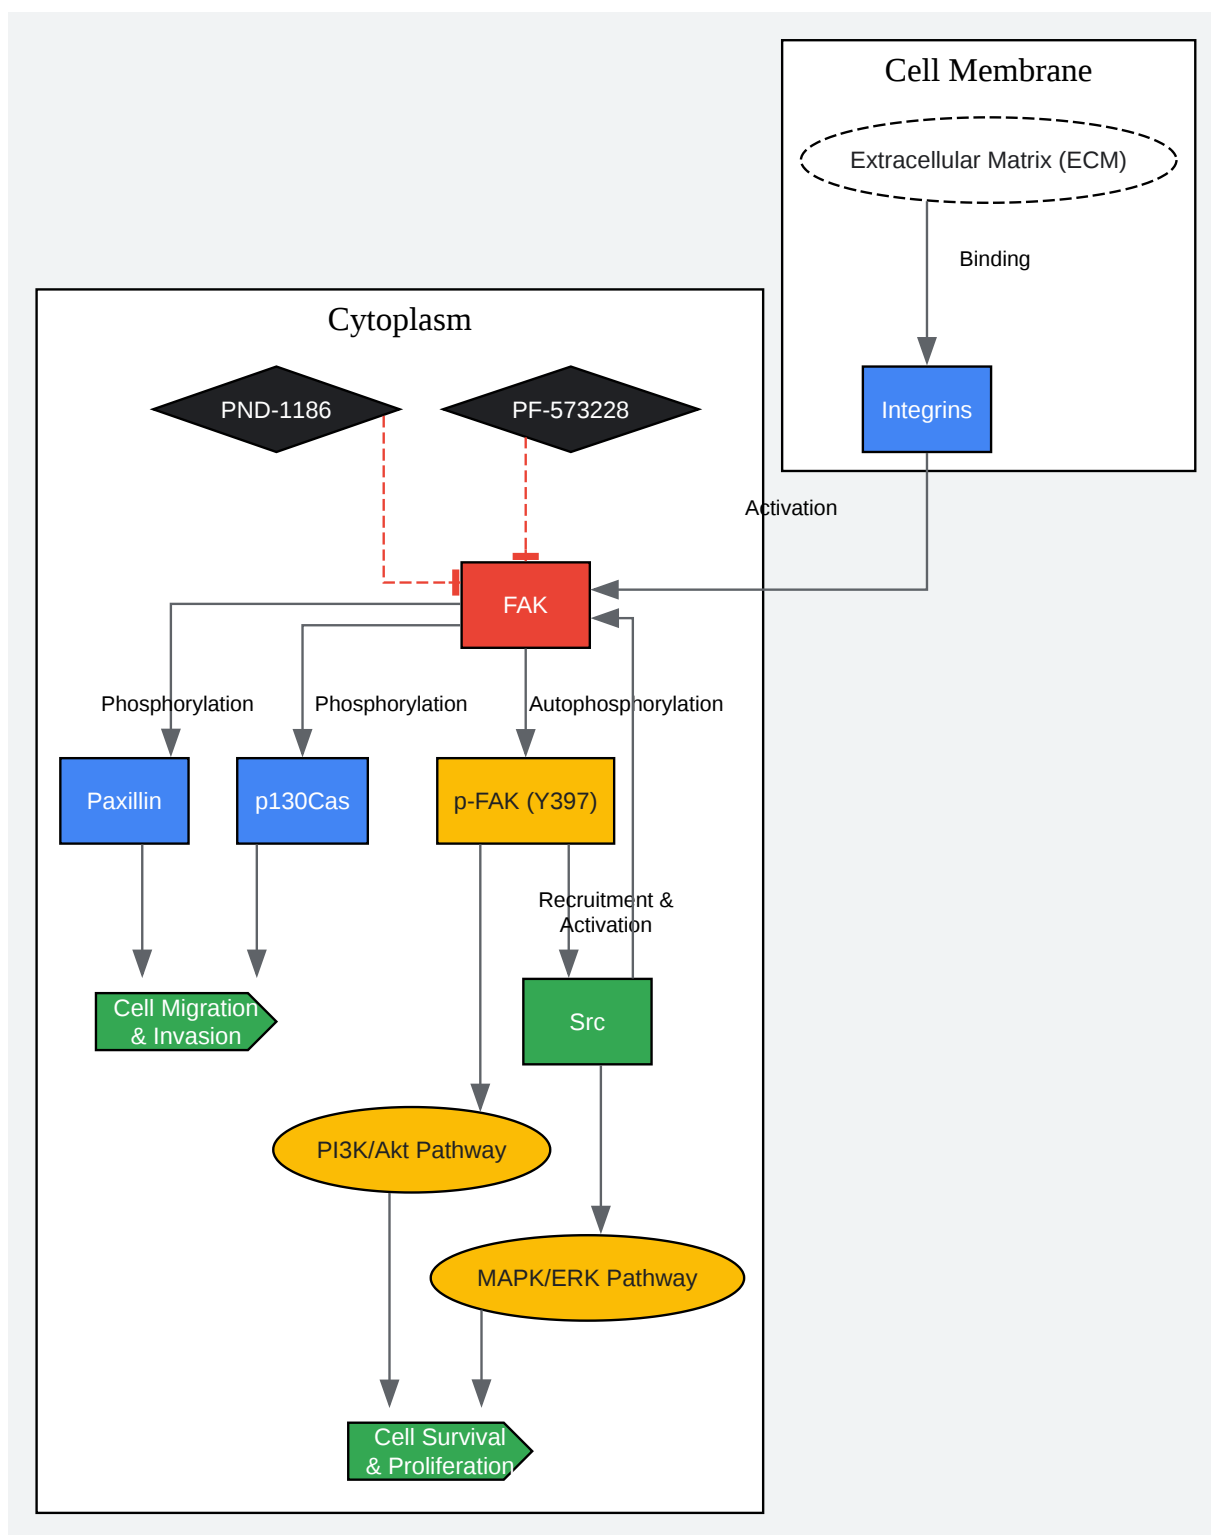 Cell Membrane
Extracellular Matrix (ECM)
Binding
Cytoplasm
PND-1186
PF-573228
Integrins
Activation
FAK
Phosphorylation
Phosphorylation
Autophosphorylation
Paxillin
p130Cas
p-FAK (Y397)
Recruitment &
Activation
Cell Migration
& Invasion
Src
PI3K/Akt Pathway
MAPK/ERK Pathway
Cell Survival
& Proliferation